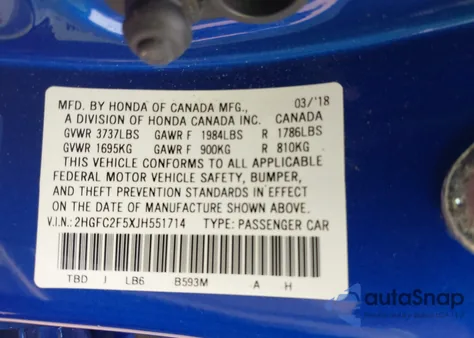 MFD. BY HONDA OF CANADA MFG., 03/'18
A DIVISION OF HONDA CANADA INC. CANADA
GVWR 3737LBS GAWR F 1984LBS R 1786LBS
GVWR 1695KG GAWR F 900KG R 810KG
THIS VEHICLE CONFORMS TO ALL APPLICABLE
FEDERAL MOTOR VEHICLE SAFETY, BUMPER,
AND THEFT PREVENTION STANDARDS IN EFFECT
ON THE DATE OF MANUFACTURE SHOWN ABOVE.
V.I.N.: 2HGFC2F5XJH551714 TYPE: PASSENGER CAR
TBD J LB6 B593M A H
autoSnap